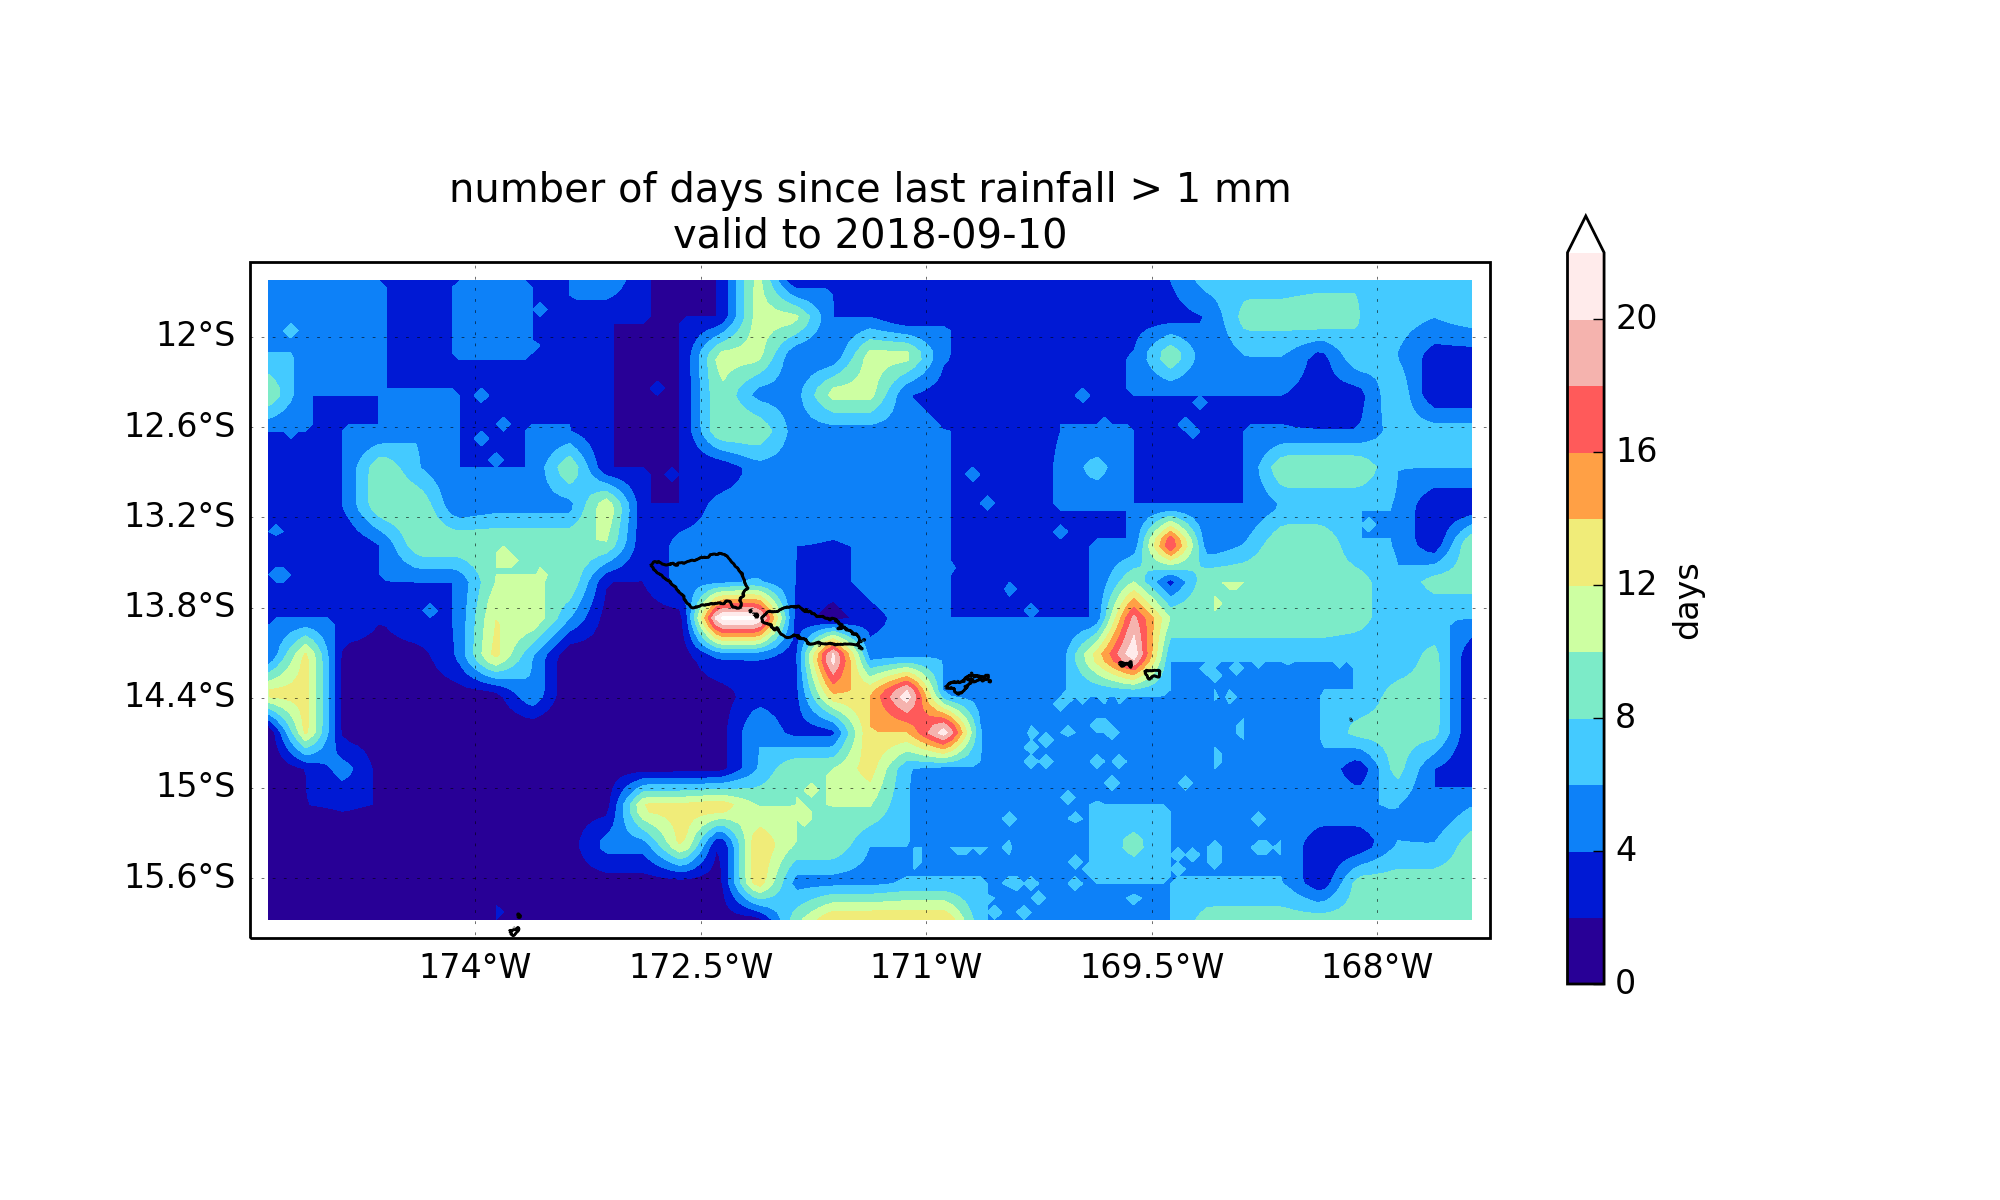 number of days since last rainfall > 1 mm
valid to 2018-09-10
12°S
12.6°S
13.2°S
13.8°S
14.4°S
15°S
15.6°S
174°W
172.5°W
171°W
169.5°W
168°W
20
16
12
8
4
0
days